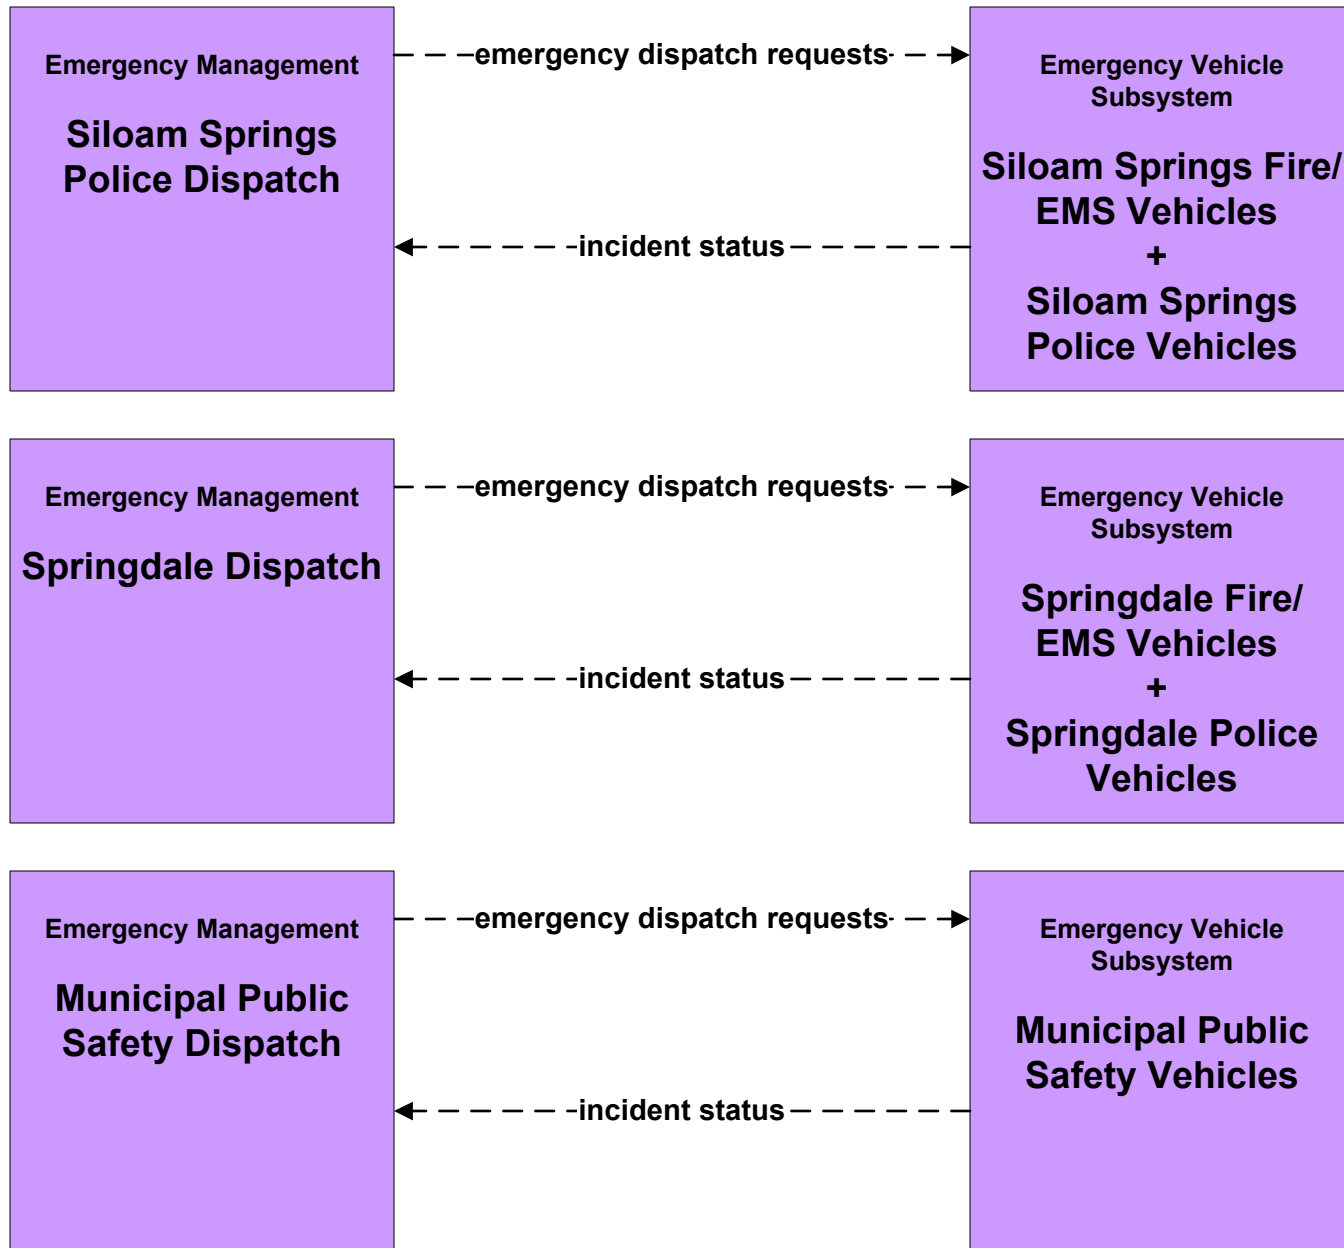 Emergency Management
Siloam Springs
Police Dispatch
emergency dispatch requests
incident status
Emergency Vehicle
Subsystem
Siloam Springs Fire/
EMS Vehicles
+
Siloam Springs
Police Vehicles
Emergency Management
Springdale Dispatch
emergency dispatch requests
incident status
Emergency Vehicle
Subsystem
Springdale Fire/
EMS Vehicles
+
Springdale Police
Vehicles
Emergency Management
Municipal Public
Safety Dispatch
emergency dispatch requests
incident status
Emergency Vehicle
Subsystem
Municipal Public
Safety Vehicles